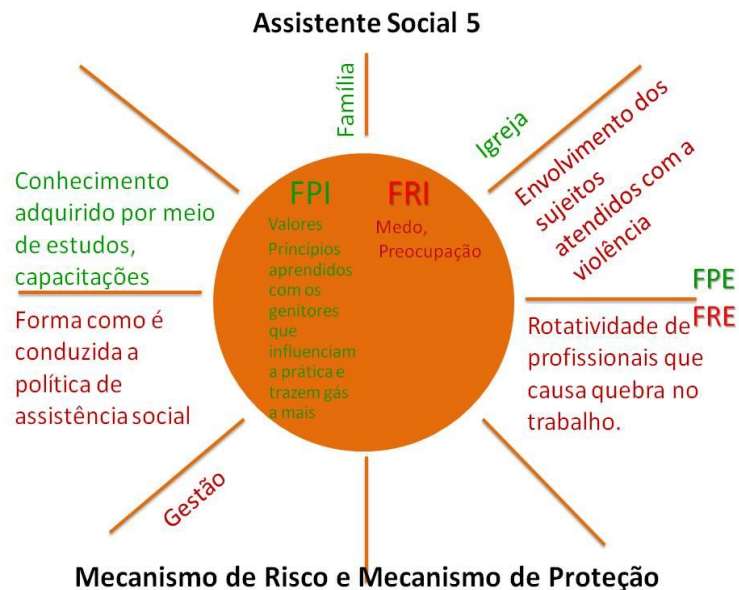 Assistente Social 5
Família
Igreja
Envolvimento dos
sujeitos
atendidos com a
violência
Conhecimento
adquirido por meio
de estudos,
capacitações
FPI
Valores
Princípios
aprendidos
com os
genitores
que
influenciam
a prática e
trazem gás
a mais
FRI
Medo,
Preocupação
FPE
FRE
Forma como é
conduzida a
política de
assistência social
Rotatividade de
profissionais que
causa quebra no
trabalho.
Gestão
Mecanismo de Risco e Mecanismo de Proteção